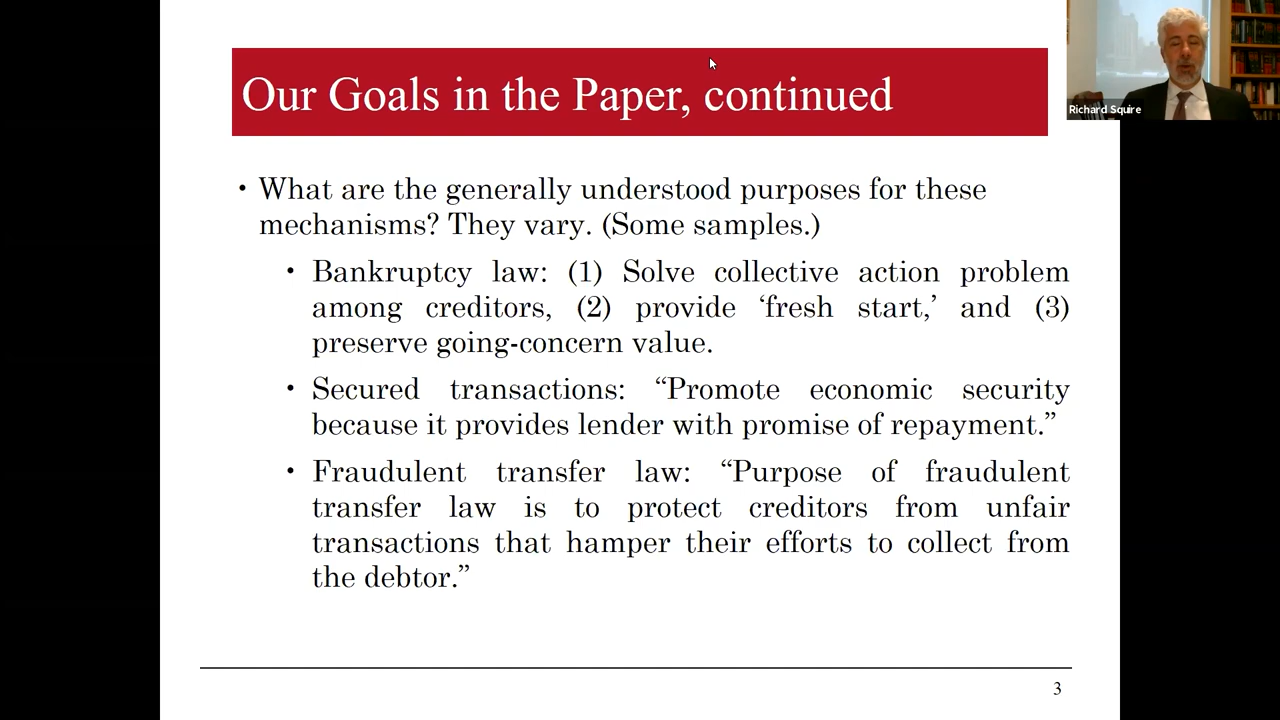 Our Goals in the Paper, continued
Richard Squire
• What are the generally understood purposes for these
mechanisms? They vary. (Some samples.)
• Bankruptcy law: (1) Solve collective action problem
among creditors, (2) provide ‘fresh start,’ and (3)
preserve going-concern value.
• Secured transactions: “Promote economic security
because it provides lender with promise of repayment.”
• Fraudulent transfer law: “Purpose of fraudulent
transfer law is to protect creditors from unfair
transactions that hamper their efforts to collect from
the debtor.”
3